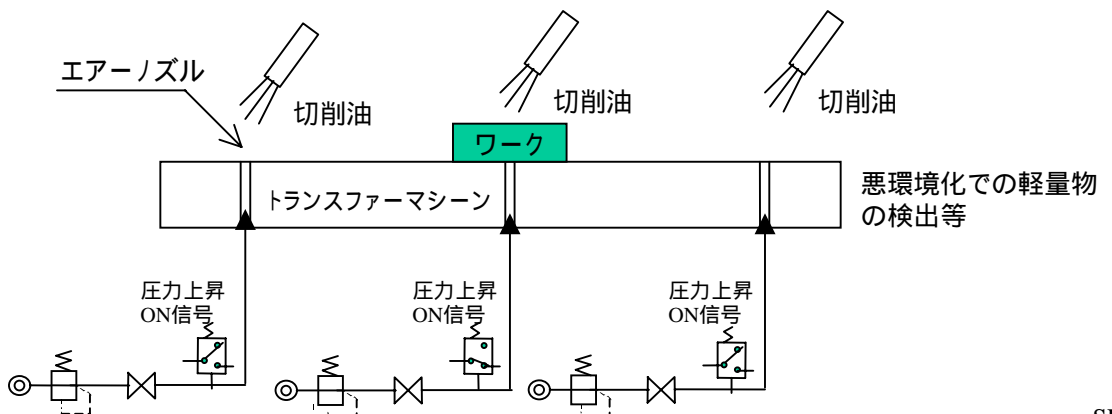 エアーノズル
切削油
切削油
切削油
ワーク
トランスファーマシーン
悪環境化での軽量物
の検出等
圧力上昇
ON信号
圧力上昇
ON信号
圧力上昇
ON信号